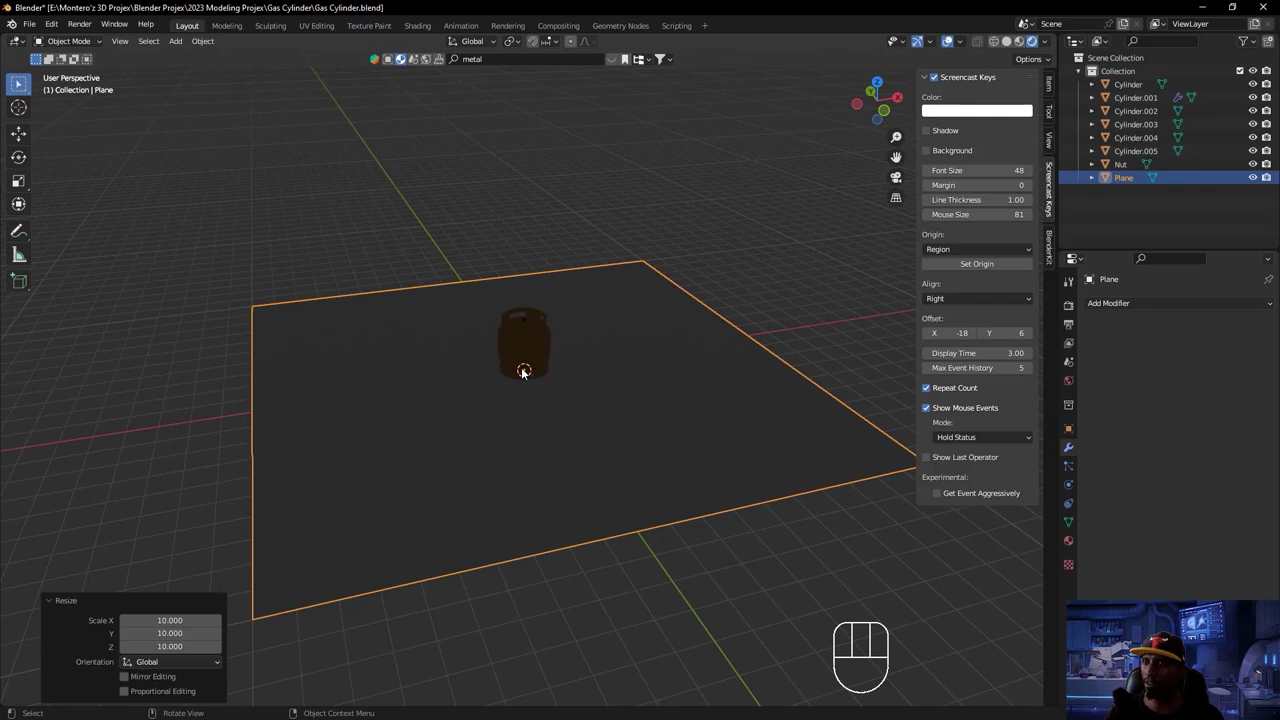 Blender* [E:\Montero'z 3D Projex\Blender Projex\2023 Modeling Projex\Gas Cylinder\Gas Cylinder.blend]
File Edit Render Window Help Layout Modeling Sculpting UV Editing Texture Paint Shading Animation Rendering Compositing Geometry Nodes Scripting + Scene ViewLayer
Object Mode View Select Add Object Global
metal Options
User Perspective
(1) Collection | Plane
Z
Y
X
Scene Collection
Collection
Cylinder
Cylinder.001
Cylinder.002
Cylinder.003
Cylinder.004
Cylinder.005
Nut
Plane
Screencast Keys
Color:
Shadow
Background
Font Size 48
Margin 0
Line Thickness 1.00
Mouse Size 81
Origin:
Region
Set Origin
Align:
Right
Offset:
X -18 Y 6
Display Time 3.00
Max Event History 5
Repeat Count
Show Mouse Events
Mode:
Hold Status
Show Last Operator
Experimental:
Get Event Aggressively
Item
Tool
View
Screencast Keys
BlenderKit
Plane
Add Modifier
Resize
Scale X 10.000
Y 10.000
Z 10.000
Orientation Global
Mirror Editing
Proportional Editing
Select Rotate View Object Context Menu